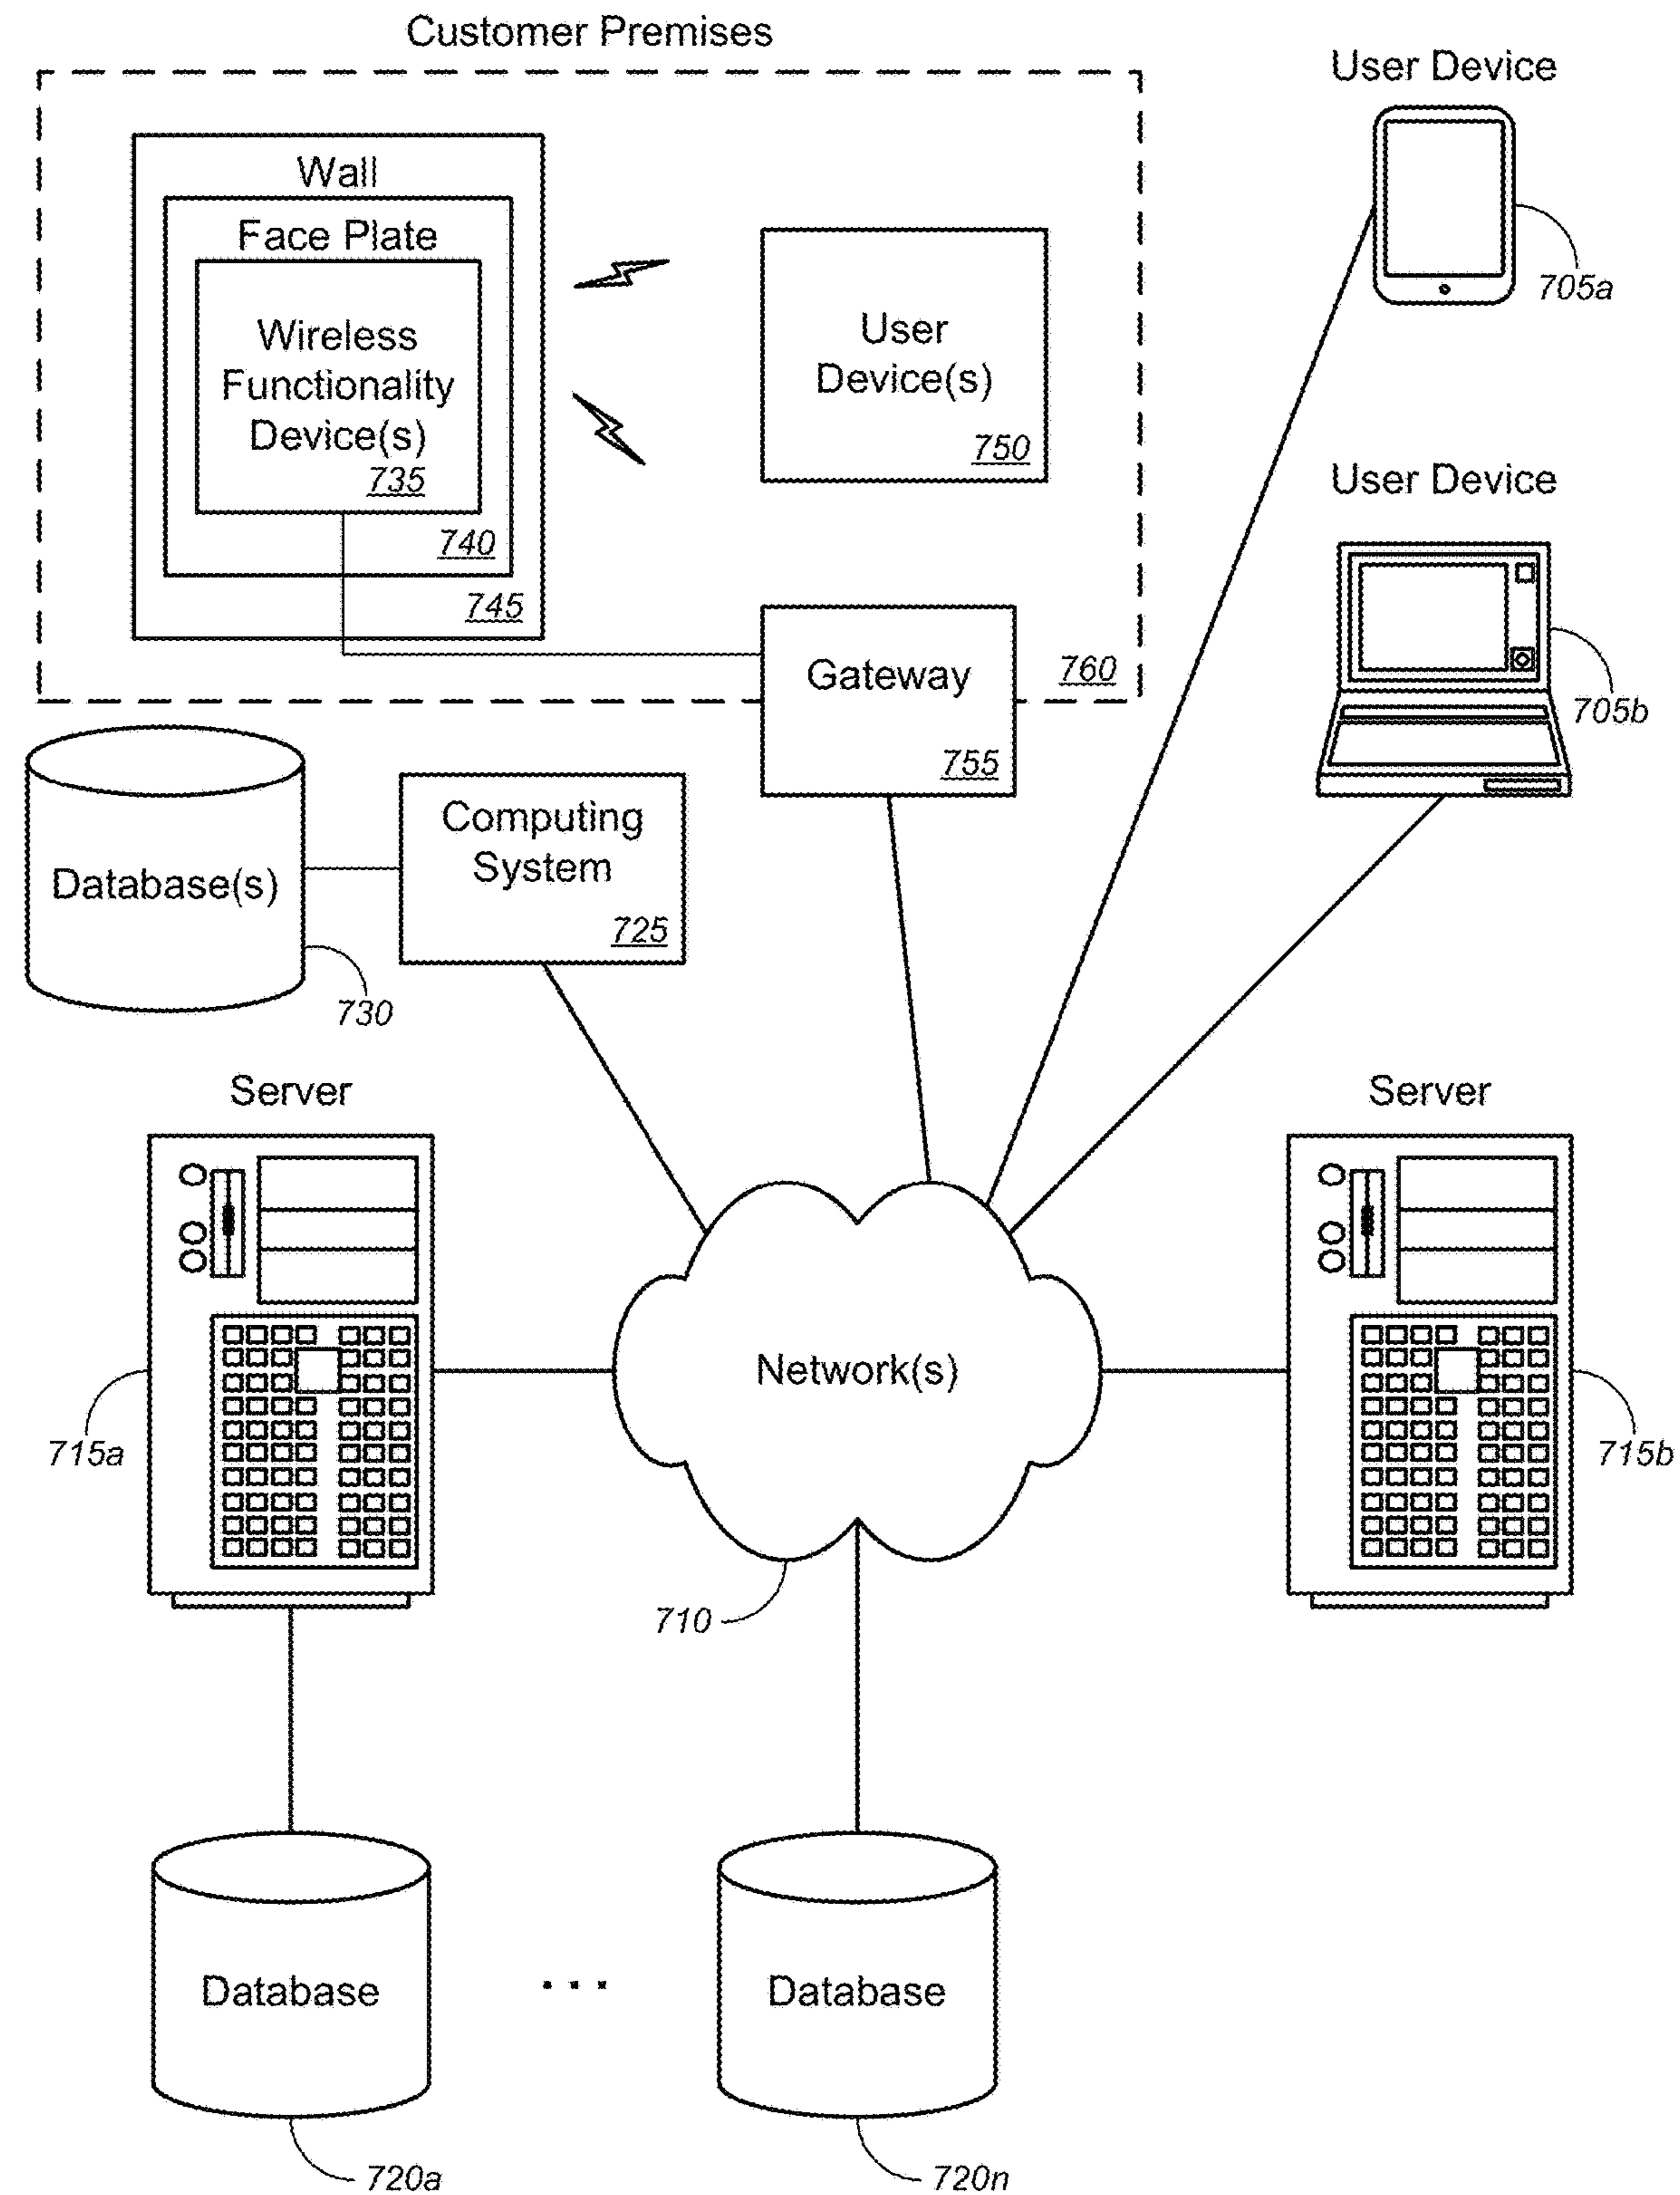 Customer Premises
User Device
Wall
Face Plate
Wireless
Functionality
Device(s)
735
740
745
User
Device(s)
750
705a
User Device
705b
Gateway
755
760
Database(s)
730
Computing
System
725
Server
Server
715a
Network(s)
710
715b
Database
...
Database
720a
720n